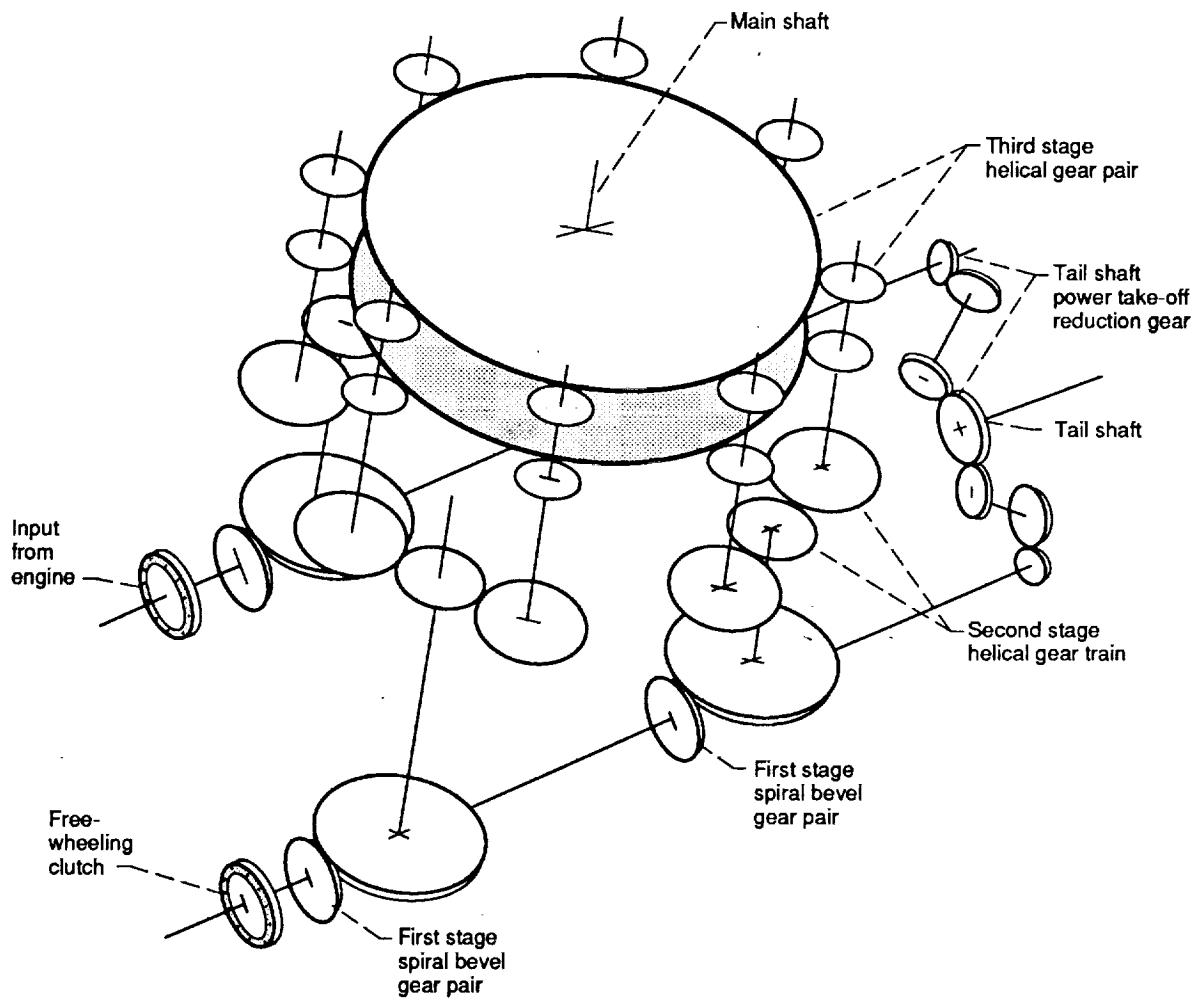 Main shaft
Third stage
helical gear pair
Tail shaft
power take-off
reduction gear
Tail shaft
Input
from
engine
Second stage
helical gear train
First stage
spiral bevel
gear pair
Free-
wheeling
clutch
First stage
spiral bevel
gear pair